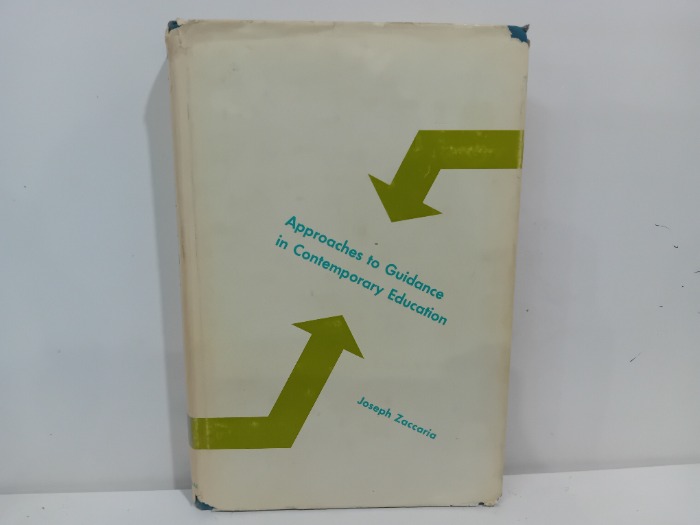 Approaches to Guidance
in Contemporary Education
Joseph Zaccaria